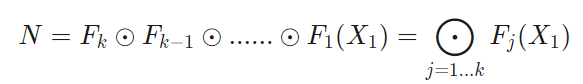 N = F_k ⊙ F_{k−1} ⊙ ...... ⊙ F_1(X_1) = ⨀_{j=1...k} F_j(X_1)